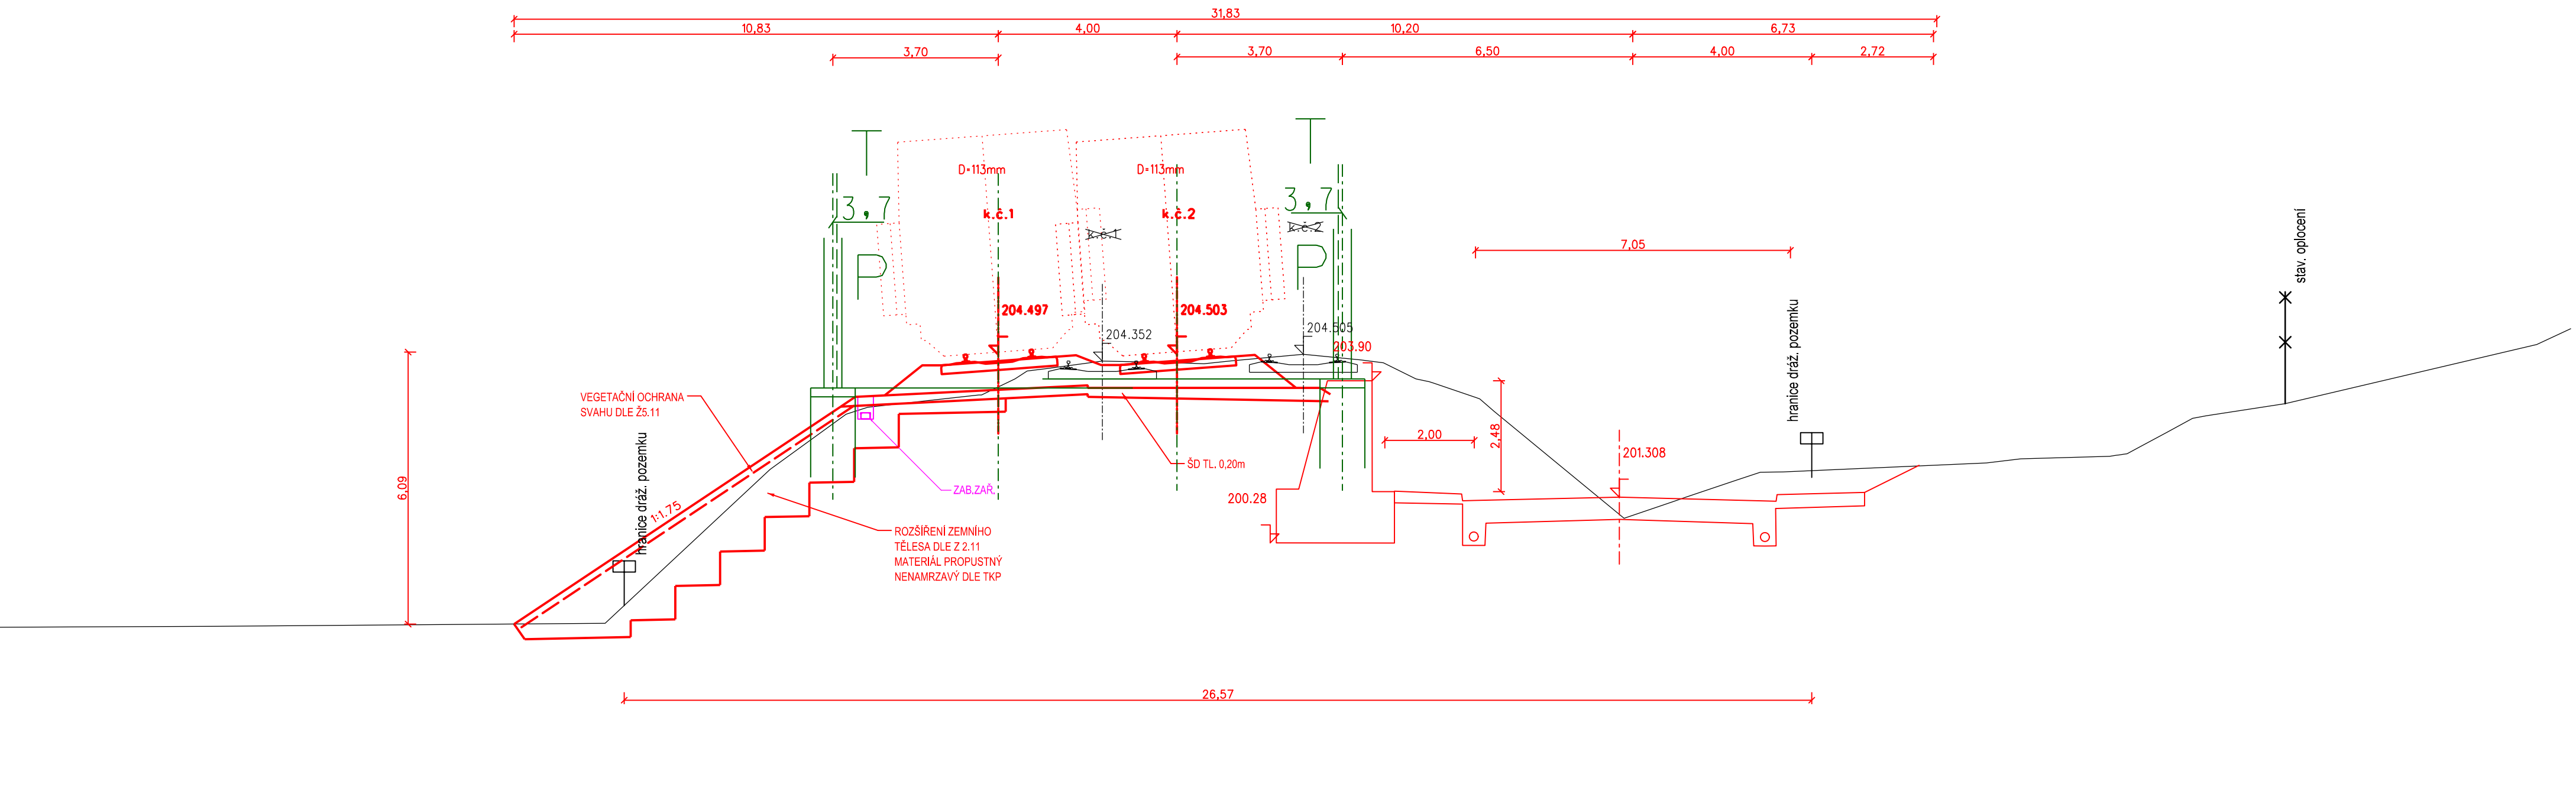 31,83
10,83
4,00
10,20
6,73
3,70
3,70
6,50
4,00
2,72
T
T
D=113mm
D=113mm
3,7
3,7
k.č.1
k.č.2
k.č.1
k.č.2
P
P
7,05
stav. oplocení
204.497
204.503
204.352
204.505
203.90
hranice dráž. pozemku
VEGETAČNÍ OCHRANA
SVAHU DLE Ž5.11
2,00
2,48
201.308
hranice dráž. pozemku
ŠD TL. 0,20m
6,09
ZAB.ZAŘ.
200.28
1:1.75
ROZŠÍŘENÍ ZEMNÍHO
TĚLESA DLE Z 2.11
MATERIÁL PROPUSTNÝ
NENAMRZAVÝ DLE TKP
26,57